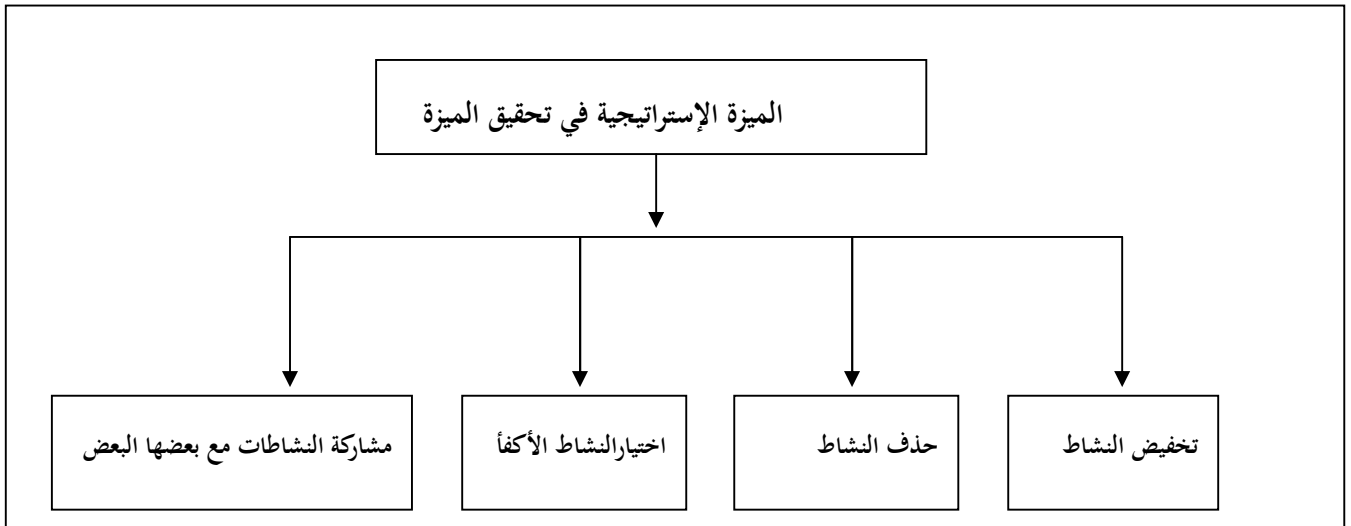 الميزة الإستراتيجية في تحقيق الميزة
تخفيض النشاط
حذف النشاط
اختيارالنشاط الأكفأ
مشاركة النشاطات مع بعضها البعض